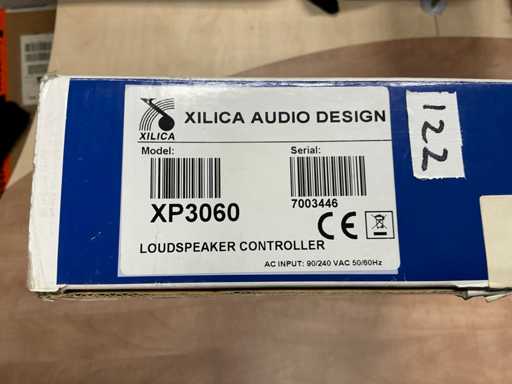 XILICA AUDIO DESIGN
XILICA
Model:
Serial:
XP3060
7003446
CE
LOUDSPEAKER CONTROLLER
AC INPUT: 90/240 VAC 50/60Hz
122